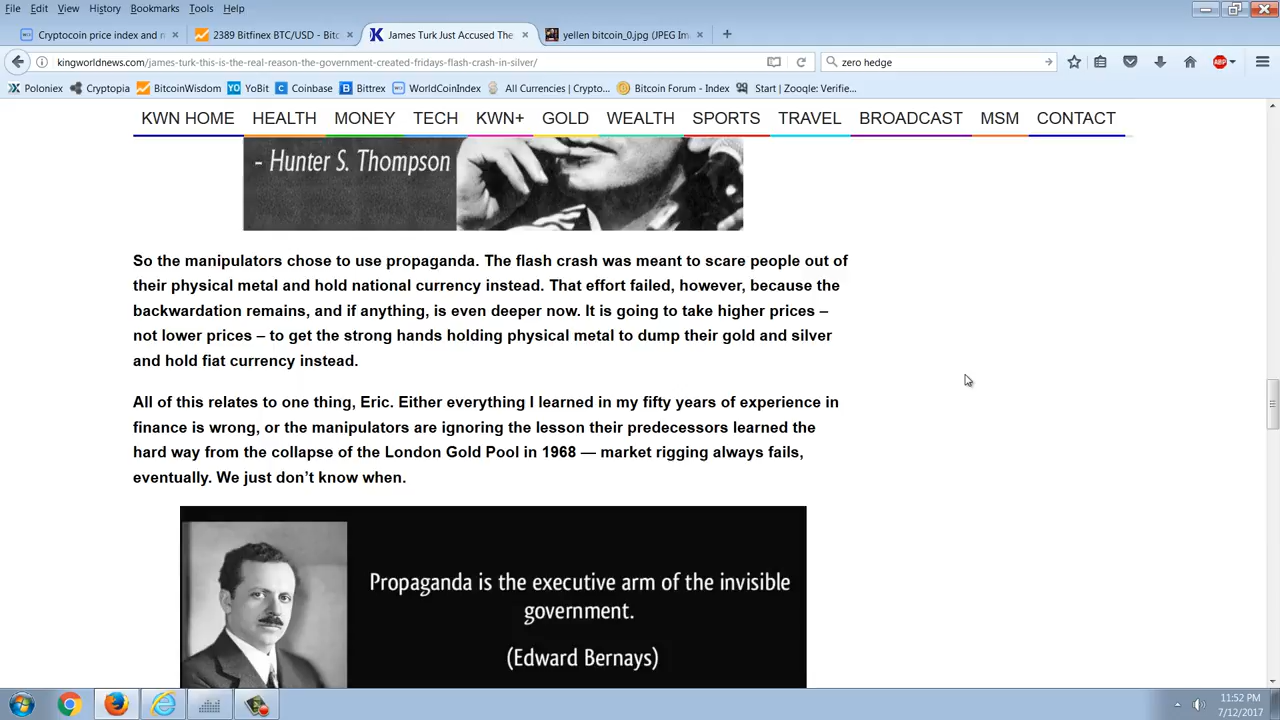 File Edit View History Bookmarks Tools Help
Cryptocoin price index and n
2389 Bitfinex BTC/USD - Bitc
James Turk Just Accused The
yellen bitcoin_0.jpg (JPEG Im
kingworldnews.com/james-turk-this-is-the-real-reason-the-government-created-fridays-flash-crash-in-silver/
zero hedge
ABP
Poloniex Cryptopia BitcoinWisdom YoBit Coinbase Bittrex WorldCoinIndex All Currencies | Crypto... Bitcoin Forum - Index Start | Zooqle: Verifie...
KWN HOME HEALTH MONEY TECH KWN+ GOLD WEALTH SPORTS TRAVEL BROADCAST MSM CONTACT
- Hunter S. Thompson
So the manipulators chose to use propaganda. The flash crash was meant to scare people out of
their physical metal and hold national currency instead. That effort failed, however, because the
backwardation remains, and if anything, is even deeper now. It is going to take higher prices –
not lower prices – to get the strong hands holding physical metal to dump their gold and silver
and hold fiat currency instead.
All of this relates to one thing, Eric. Either everything I learned in my fifty years of experience in
finance is wrong, or the manipulators are ignoring the lesson their predecessors learned the
hard way from the collapse of the London Gold Pool in 1968 — market rigging always fails,
eventually. We just don’t know when.
Propaganda is the executive arm of the invisible
government.
(Edward Bernays)
11:52 PM
7/12/2017